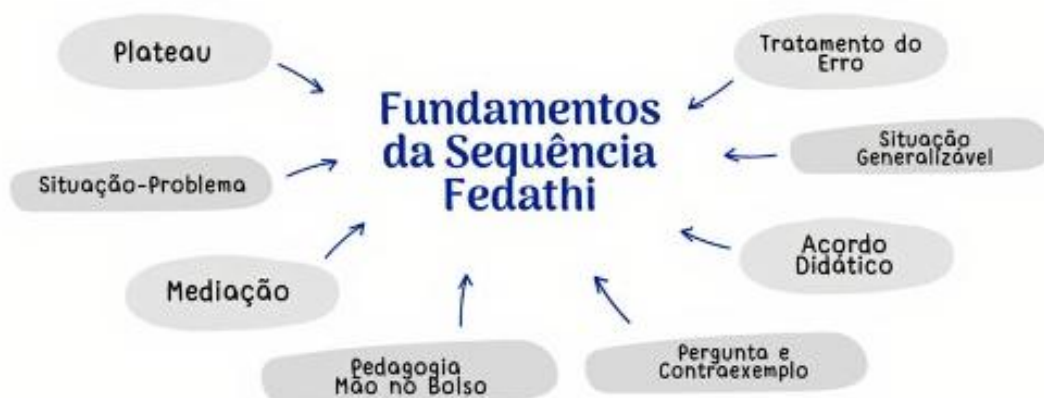 Plateau
Tratamento do
Erro
Fundamentos
da Sequência
Fedathi
Situação
Generalizável
Situação-Problema
Acordo
Didático
Mediação
Pedagogia
Mão no Bolso
Pergunta e
Contraexemplo